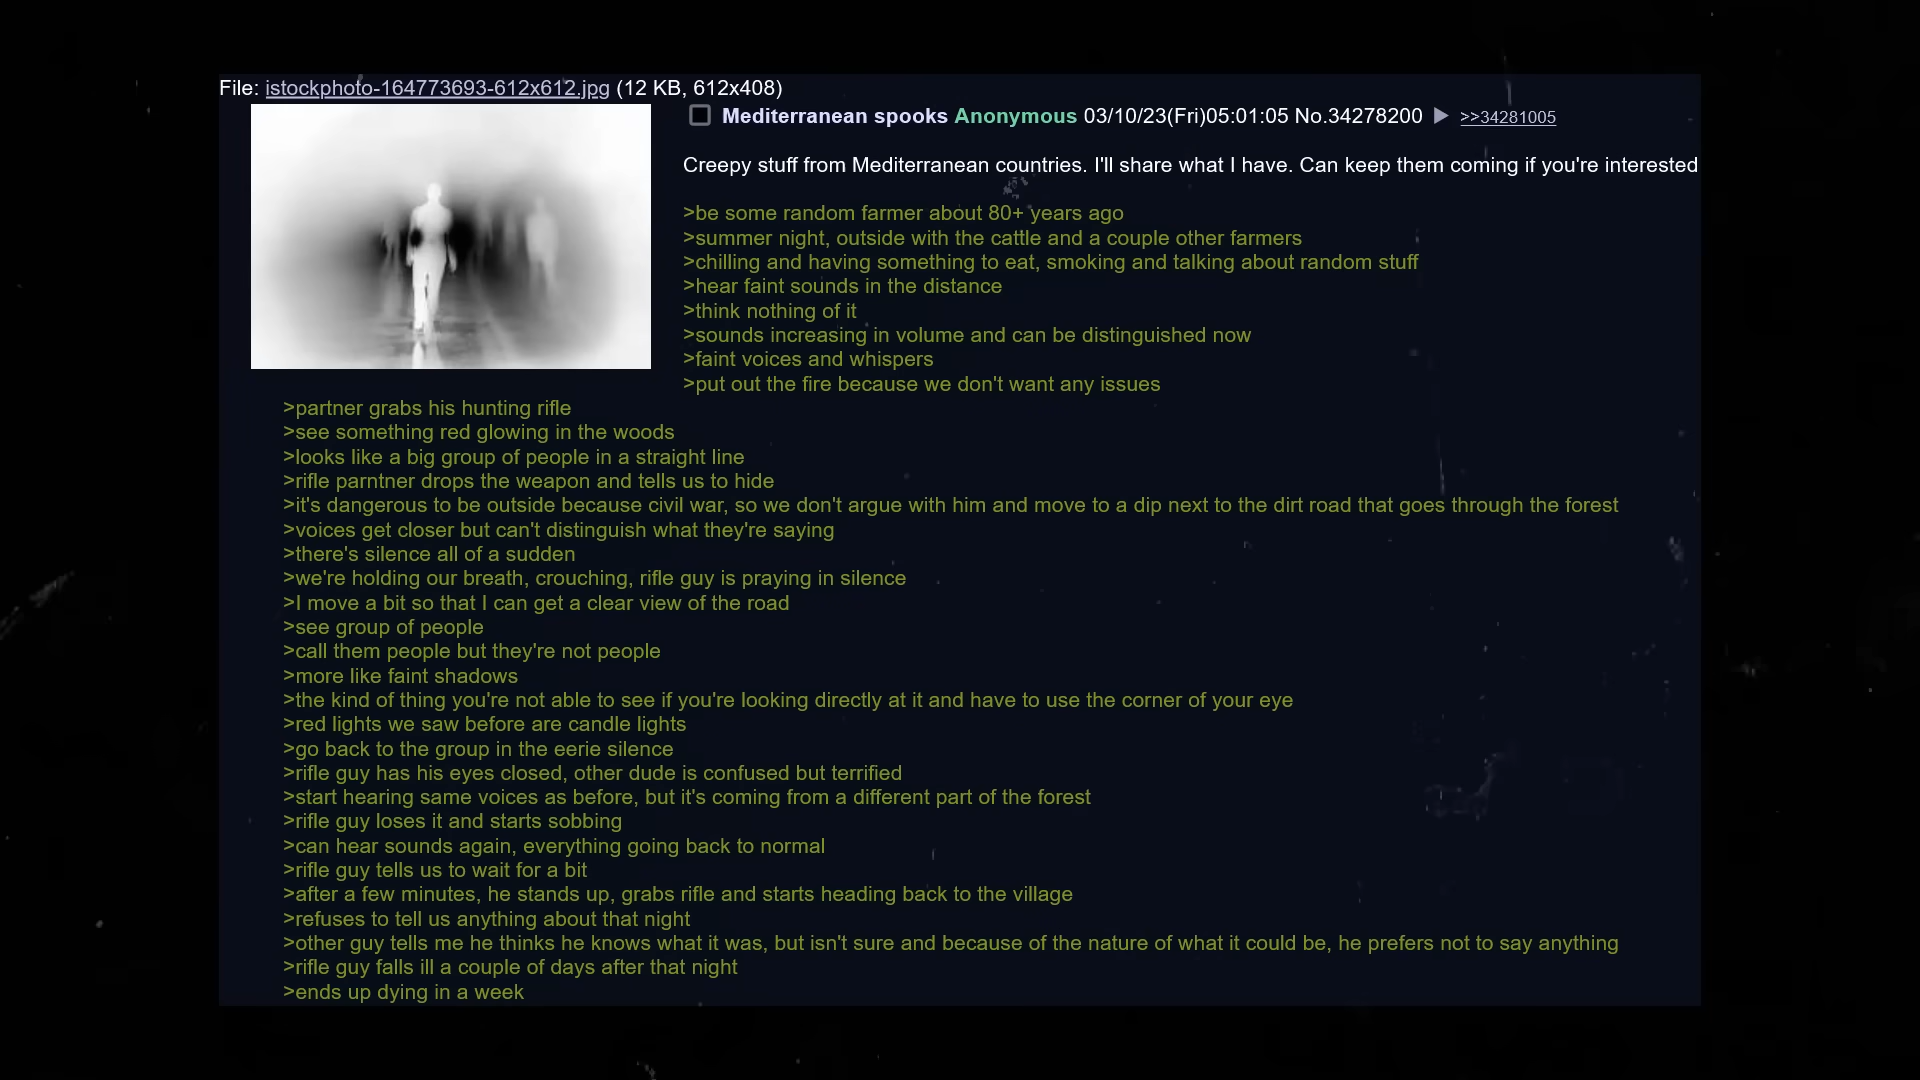 File: istockphoto-164773693-612x612.jpg (12 KB, 612x408)
Mediterranean spooks Anonymous 03/10/23(Fri)05:01:05 No.34278200 ▶ >>34281005
Creepy stuff from Mediterranean countries. I'll share what I have. Can keep them coming if you're interested
>be some random farmer about 80+ years ago
>summer night, outside with the cattle and a couple other farmers
>chilling and having something to eat, smoking and talking about random stuff
>hear faint sounds in the distance
>think nothing of it
>sounds increasing in volume and can be distinguished now
>faint voices and whispers
>put out the fire because we don't want any issues
>partner grabs his hunting rifle
>see something red glowing in the woods
>looks like a big group of people in a straight line
>rifle parntner drops the weapon and tells us to hide
>it's dangerous to be outside because civil war, so we don't argue with him and move to a dip next to the dirt road that goes through the forest
>voices get closer but can't distinguish what they're saying
>there's silence all of a sudden
>we're holding our breath, crouching, rifle guy is praying in silence
>I move a bit so that I can get a clear view of the road
>see group of people
>call them people but they're not people
>more like faint shadows
>the kind of thing you're not able to see if you're looking directly at it and have to use the corner of your eye
>red lights we saw before are candle lights
>go back to the group in the eerie silence
>rifle guy has his eyes closed, other dude is confused but terrified
>start hearing same voices as before, but it's coming from a different part of the forest
>rifle guy loses it and starts sobbing
>can hear sounds again, everything going back to normal
>rifle guy tells us to wait for a bit
>after a few minutes, he stands up, grabs rifle and starts heading back to the village
>refuses to tell us anything about that night
>other guy tells me he thinks he knows what it was, but isn't sure and because of the nature of what it could be, he prefers not to say anything
>rifle guy falls ill a couple of days after that night
>ends up dying in a week